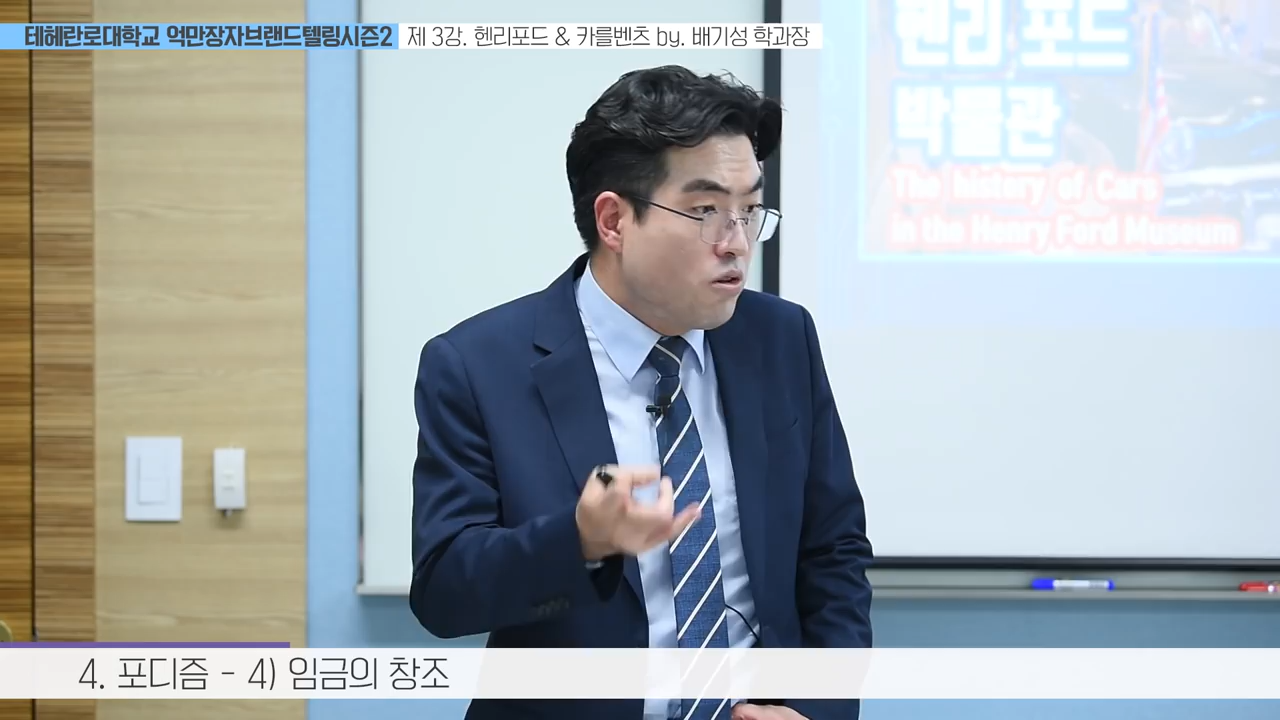 테헤란로대학교 억만장자브랜드텔링시즌2 제 3강. 헨리포드 & 카를벤츠 by. 배기성 학과장
헨리 포드
박물관
The history of Cars
in the Henry Ford Museum
4. 포디즘 - 4) 임금의 창조